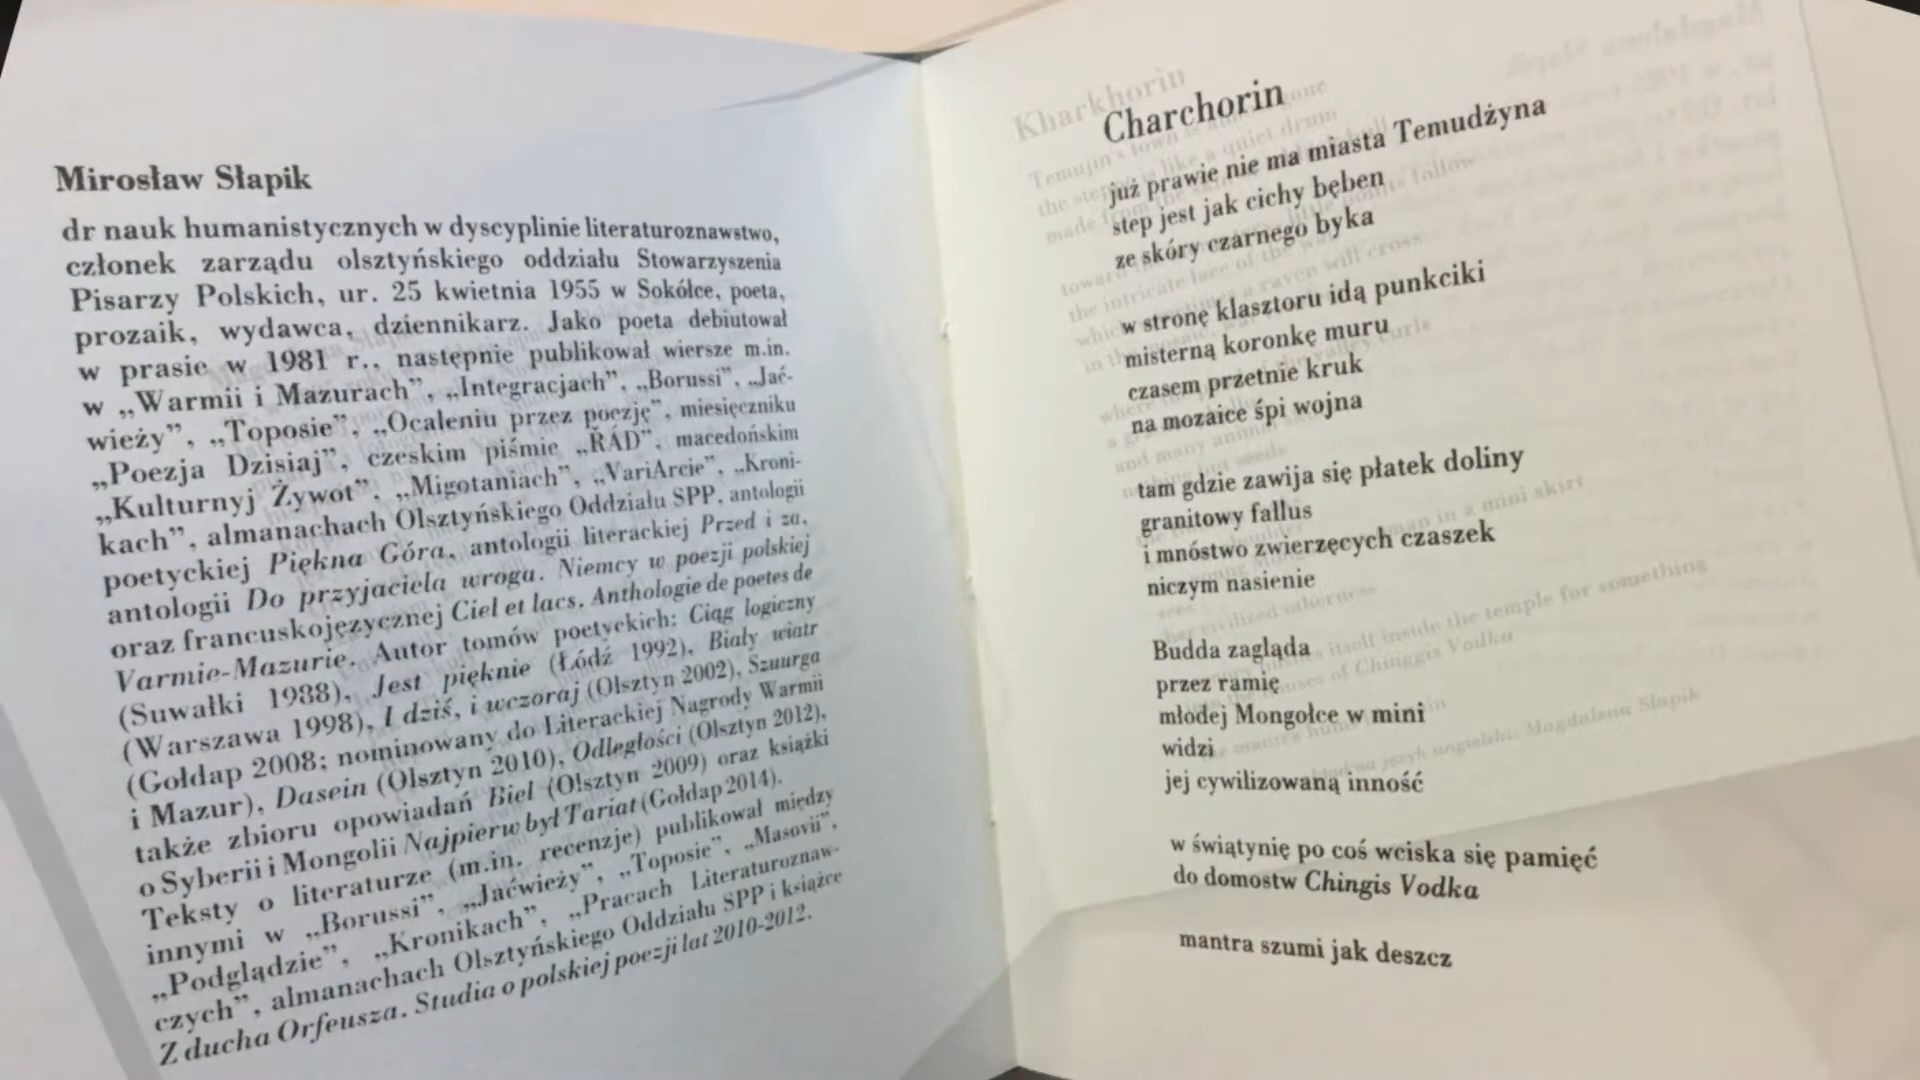 Mirosław Słapik
dr nauk humanistycznych w dyscyplinie literaturoznawstwo,
członek zarządu olsztyńskiego oddziału Stowarzyszenia
Pisarzy Polskich, ur. 25 kwietnia 1955 w Sokółce, poeta,
prozaik, wydawca, dziennikarz. Jako poeta debiutował
w prasie w 1981 r., następnie publikował wiersze m.in.
w „Warmii i Mazurach”, „Integracjach”, „Borussi”, „Jać-
wieży”, „Toposie”, „Ocaleniu przez poezję”, miesięczniku
„Poezja Dzisiaj”, czeskim piśmie „ŘÁD”, macedońskim
„Kulturnyj Żywot”, „Migotaniach”, „VariArcie”, „Kroni-
kach”, almanachach Olsztyńskiego Oddziału SPP, antologii
poetyckiej Piękna Góra, antologii literackiej Przed i za,
antologii Do przyjaciela wroga. Niemcy w poezji polskiej
oraz francuskojęzycznej Ciel et lacs. Anthologie de poetes de
Varmie-Mazurie. Autor tomów poetyckich: Ciąg logiczny
(Suwałki 1988), Jest pięknie (Łódź 1992), Biały wiatr
(Warszawa 1998), I dziś, i wczoraj (Olsztyn 2002), Szuurga
(Gołdap 2008; nominowany do Literackiej Nagrody Warmii
i Mazur), Dasein (Olsztyn 2010), Odległości (Olsztyn 2012),
także zbioru opowiadań Biel (Olsztyn 2009) oraz książki
o Syberii i Mongolii Najpierw był Tariat (Gołdap 2014).
Teksty o literaturze (m.in. recenzje) publikował między
innymi w „Borussi”, „Jaćwieży”, „Toposie”, „Masovii”,
„Podglądzie”, „Kronikach”, „Pracach Literaturoznaw-
czych”, almanachach Olsztyńskiego Oddziału SPP i książce
Z ducha Orfeusza. Studia o polskiej poezji lat 2010-2012.
Kharkhorin
Charchorin
już prawie nie ma miasta Temudżyna
step jest jak cichy bęben
ze skóry czarnego byka
w stronę klasztoru idą punkciki
misterną koronkę muru
czasem przetnie kruk
na mozaice śpi wojna
tam gdzie zawija się płatek doliny
granitowy fallus
i mnóstwo zwierzęcych czaszek
niczym nasienie
Budda zagląda
przez ramię
młodej Mongołce w mini
widzi
jej cywilizowaną inność
w świątynię po coś wciska się pamięć
do domostw Chingis Vodka
mantra szumi jak deszcz